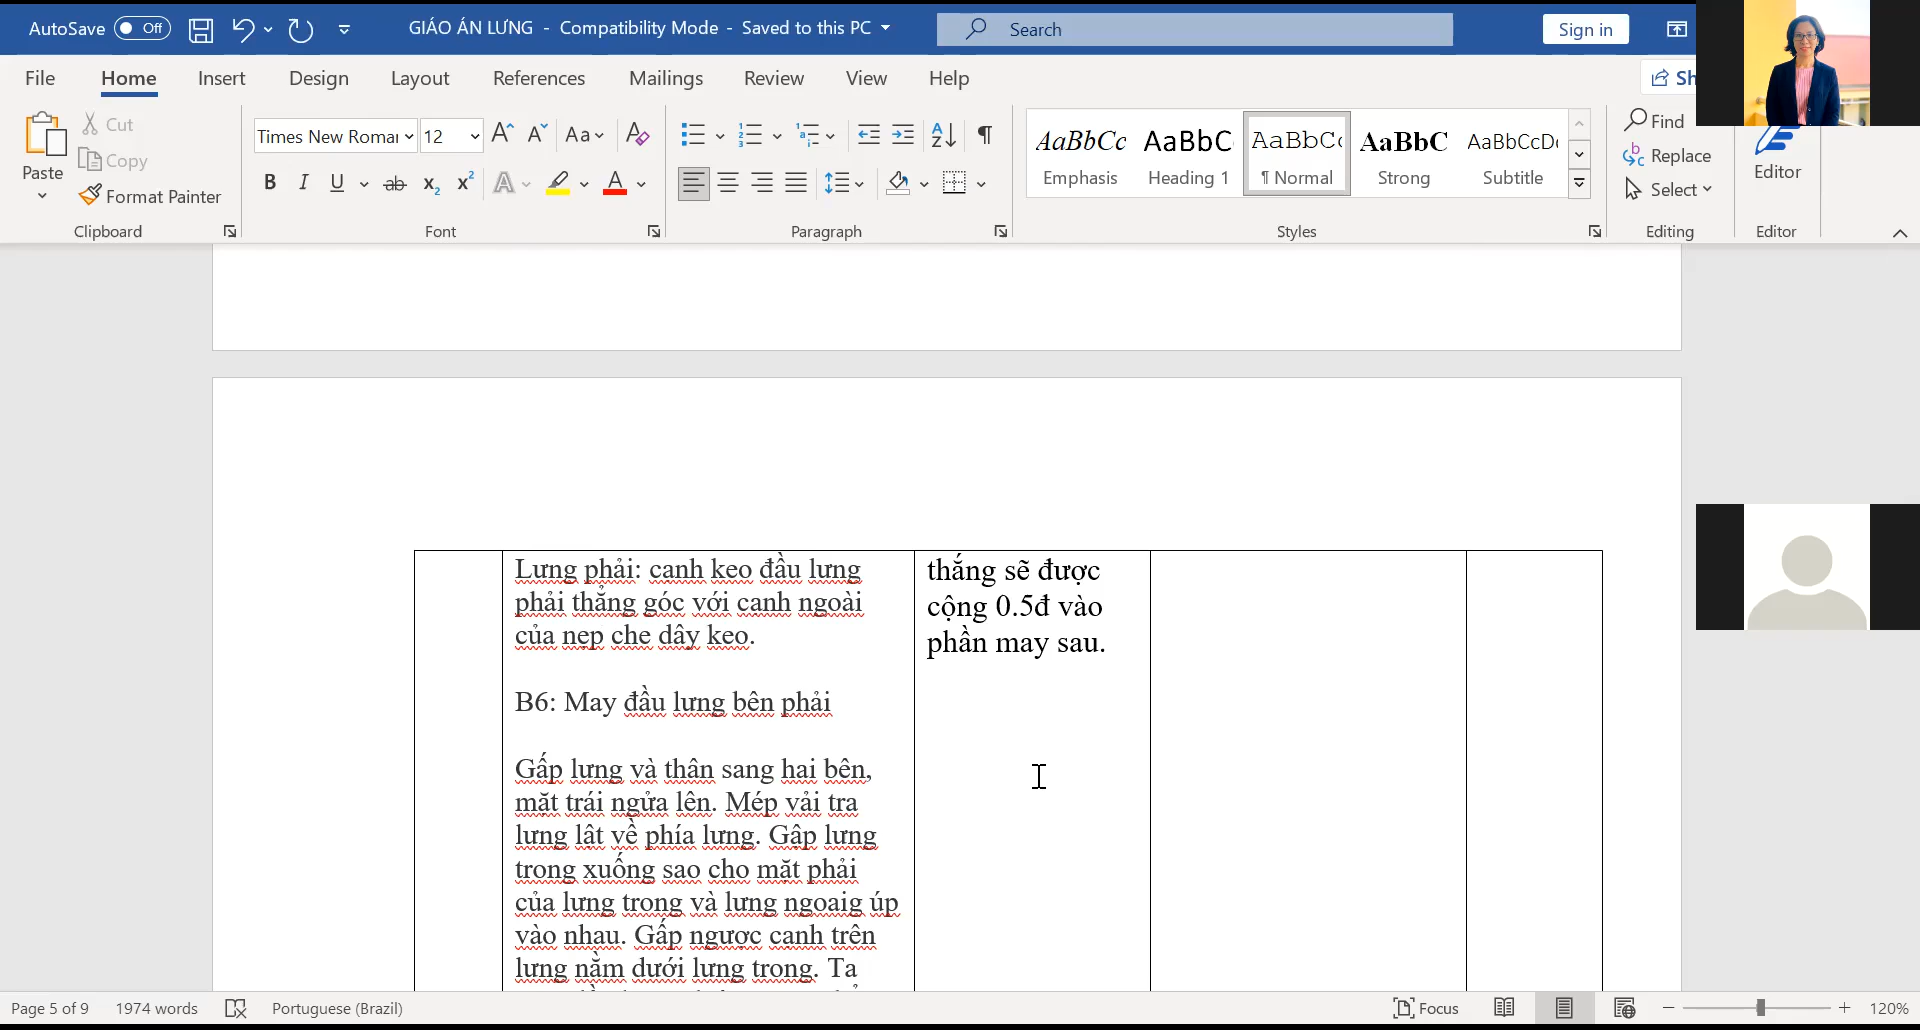 AutoSave Off GIÁO ÁN LƯNG - Compatibility Mode - Saved to this PC Search Sign in
File Home Insert Design Layout References Mailings Review View Help Sh
Paste Cut Copy Format Painter Clipboard
Times New Roman 12 Aa Font
Paragraph
AaBbCc AaBbC AaBbCc AaBbC AaBbCcDd
Emphasis Heading 1 ¶ Normal Strong Subtitle
Styles
Find
Replace
Select
Editing
Editor
Editor
Lưng phải: canh keo đầu lưng
phải thẳng góc với canh ngoài
của nẹp che dây keo.
B6: May đầu lưng bên phải
Gấp lưng và thân sang hai bên,
mặt trái ngửa lên. Mép vải tra
lưng lật về phía lưng. Gập lưng
trong xuống sao cho mặt phải
của lưng trong và lưng ngoaig úp
vào nhau. Gấp ngược cạnh trên
lưng nằm dưới lưng trong. Ta
thắng sẽ được
cộng 0.5đ vào
phần may sau.
Page 5 of 9 1974 words Portuguese (Brazil) Focus 120%